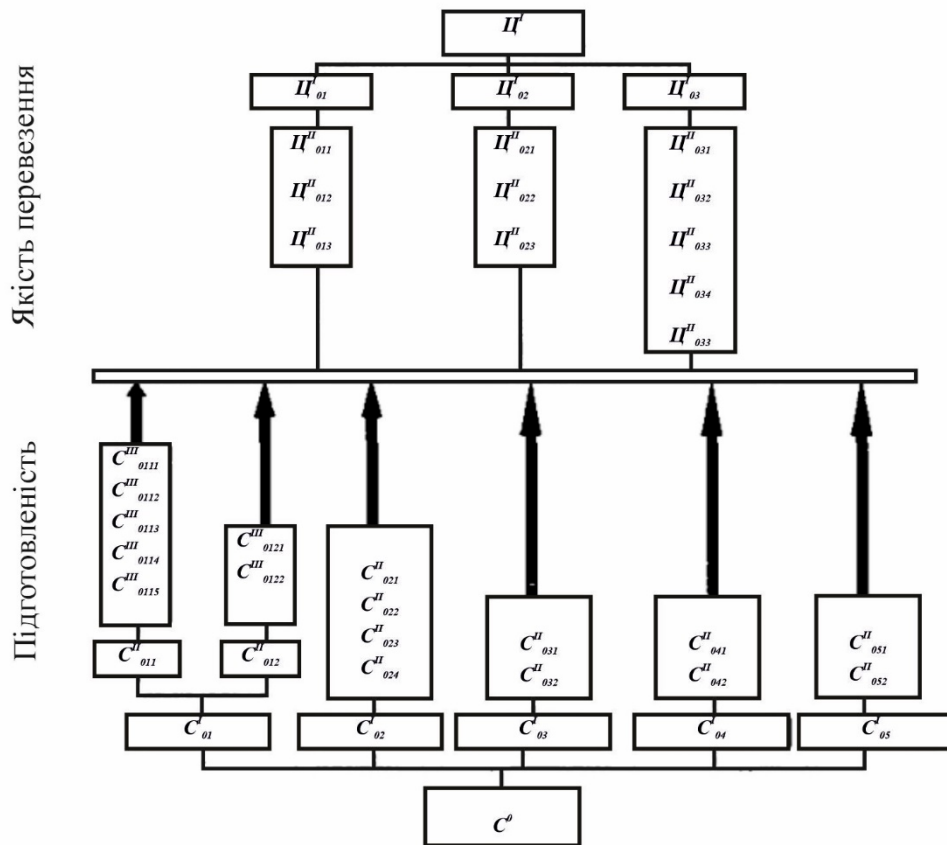 Якість перевезення
Ц^I
Ц^I_01 Ц^I_02 Ц^I_03
Ц^II_011 Ц^II_021 Ц^II_031
Ц^II_012 Ц^II_022 Ц^II_032
Ц^II_013 Ц^II_023 Ц^II_033
Ц^II_034
Ц^II_033
Підготовленість
С^III_0111
С^III_0112
С^III_0113
С^III_0114
С^III_0115
С^III_0121
С^III_0122
С^II_021
С^II_022
С^II_023
С^II_024
С^II_031
С^II_032
С^II_041
С^II_042
С^II_051
С^II_052
С^II_011 С^II_012
С^I_01 С^I_02 С^I_03 С^I_04 С^I_05
С^0